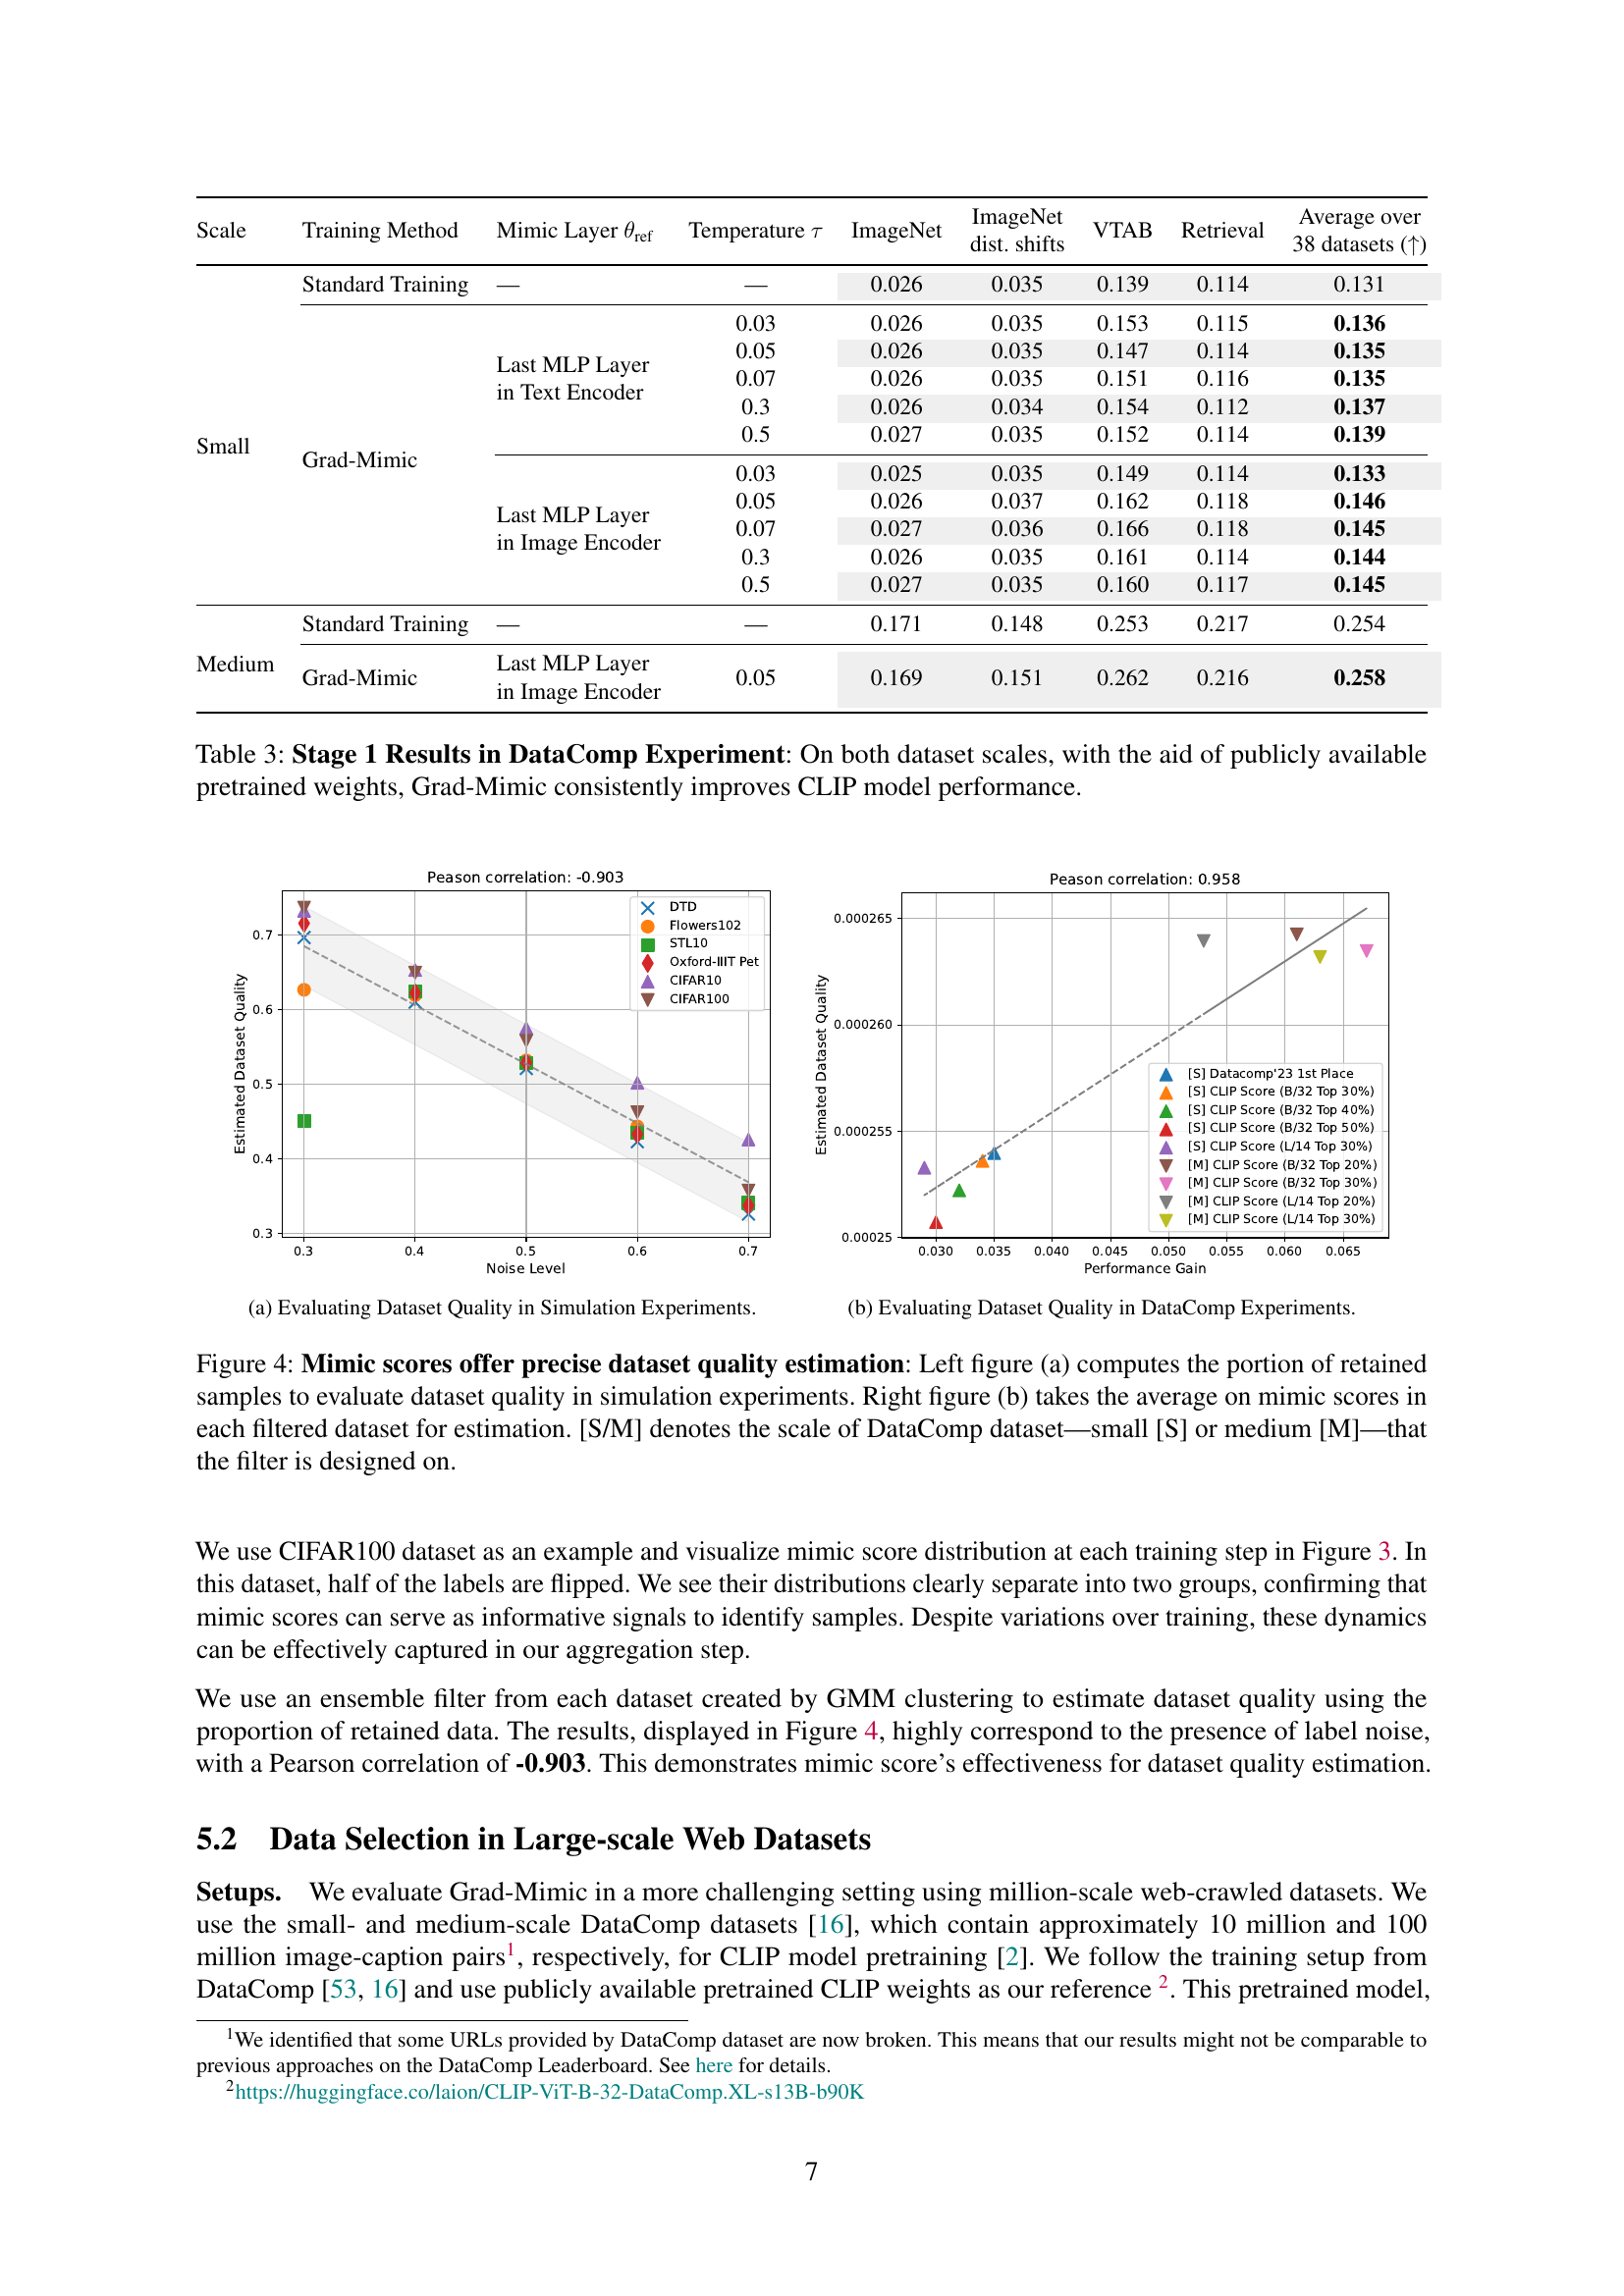 Scale Training Method Mimic Layer θref Temperature τ ImageNet ImageNet dist. shifts VTAB Retrieval Average over 38 datasets (↑)
Small
Standard Training — — 0.026 0.035 0.139 0.114 0.131
Grad-Mimic
Last MLP Layer
in Text Encoder
0.03 0.026 0.035 0.153 0.115 0.136
0.05 0.026 0.035 0.147 0.114 0.135
0.07 0.026 0.035 0.151 0.116 0.135
0.3 0.026 0.034 0.154 0.112 0.137
0.5 0.027 0.035 0.152 0.114 0.139
Last MLP Layer
in Image Encoder
0.03 0.025 0.035 0.149 0.114 0.133
0.05 0.026 0.037 0.162 0.118 0.146
0.07 0.027 0.036 0.166 0.118 0.145
0.3 0.026 0.035 0.161 0.114 0.144
0.5 0.027 0.035 0.160 0.117 0.145
Medium
Standard Training — — 0.171 0.148 0.253 0.217 0.254
Grad-Mimic
Last MLP Layer
in Image Encoder
0.05 0.169 0.151 0.262 0.216 0.258
Table 3: Stage 1 Results in DataComp Experiment: On both dataset scales, with the aid of publicly available
pretrained weights, Grad-Mimic consistently improves CLIP model performance.
Peason correlation: -0.903
Estimated Dataset Quality
0.7
0.6
0.5
0.4
0.3
DTD
Flowers102
STL10
Oxford-IIIT Pet
CIFAR10
CIFAR100
0.3 0.4 0.5 0.6 0.7
Noise Level
(a) Evaluating Dataset Quality in Simulation Experiments.
Peason correlation: 0.958
Estimated Dataset Quality
0.000265
0.000260
0.000255
0.00025
[S] Datacomp'23 1st Place
[S] CLIP Score (B/32 Top 30%)
[S] CLIP Score (B/32 Top 40%)
[S] CLIP Score (B/32 Top 50%)
[S] CLIP Score (L/14 Top 30%)
[M] CLIP Score (B/32 Top 20%)
[M] CLIP Score (B/32 Top 30%)
[M] CLIP Score (L/14 Top 20%)
[M] CLIP Score (L/14 Top 30%)
0.030 0.035 0.040 0.045 0.050 0.055 0.060 0.065
Performance Gain
(b) Evaluating Dataset Quality in DataComp Experiments.
Figure 4: Mimic scores offer precise dataset quality estimation: Left figure (a) computes the portion of retained
samples to evaluate dataset quality in simulation experiments. Right figure (b) takes the average on mimic scores in
each filtered dataset for estimation. [S/M] denotes the scale of DataComp dataset—small [S] or medium [M]—that
the filter is designed on.
We use CIFAR100 dataset as an example and visualize mimic score distribution at each training step in Figure 3. In
this dataset, half of the labels are flipped. We see their distributions clearly separate into two groups, confirming that
mimic scores can serve as informative signals to identify samples. Despite variations over training, these dynamics
can be effectively captured in our aggregation step.
We use an ensemble filter from each dataset created by GMM clustering to estimate dataset quality using the
proportion of retained data. The results, displayed in Figure 4, highly correspond to the presence of label noise,
with a Pearson correlation of -0.903. This demonstrates mimic score's effectiveness for dataset quality estimation.
5.2 Data Selection in Large-scale Web Datasets
Setups. We evaluate Grad-Mimic in a more challenging setting using million-scale web-crawled datasets. We
use the small- and medium-scale DataComp datasets [16], which contain approximately 10 million and 100
million image-caption pairs1, respectively, for CLIP model pretraining [2]. We follow the training setup from
DataComp [53, 16] and use publicly available pretrained CLIP weights as our reference 2. This pretrained model,
1We identified that some URLs provided by DataComp dataset are now broken. This means that our results might not be comparable to
previous approaches on the DataComp Leaderboard. See here for details.
2https://huggingface.co/laion/CLIP-ViT-B-32-DataComp.XL-s13B-b90K
7